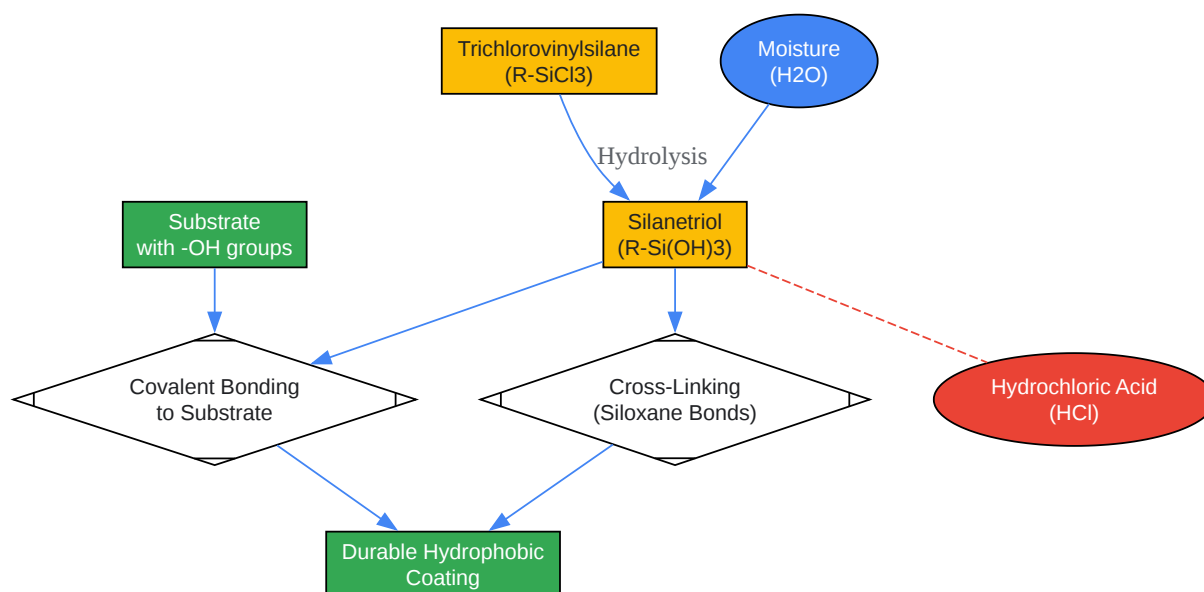 Trichlorovinylsilane
(R-SiCl3)
Moisture
(H2O)
Hydrolysis
Substrate
with -OH groups
Silanetriol
(R-Si(OH)3)
Covalent Bonding
to Substrate
Cross-Linking
(Siloxane Bonds)
Hydrochloric Acid
(HCl)
Durable Hydrophobic
Coating